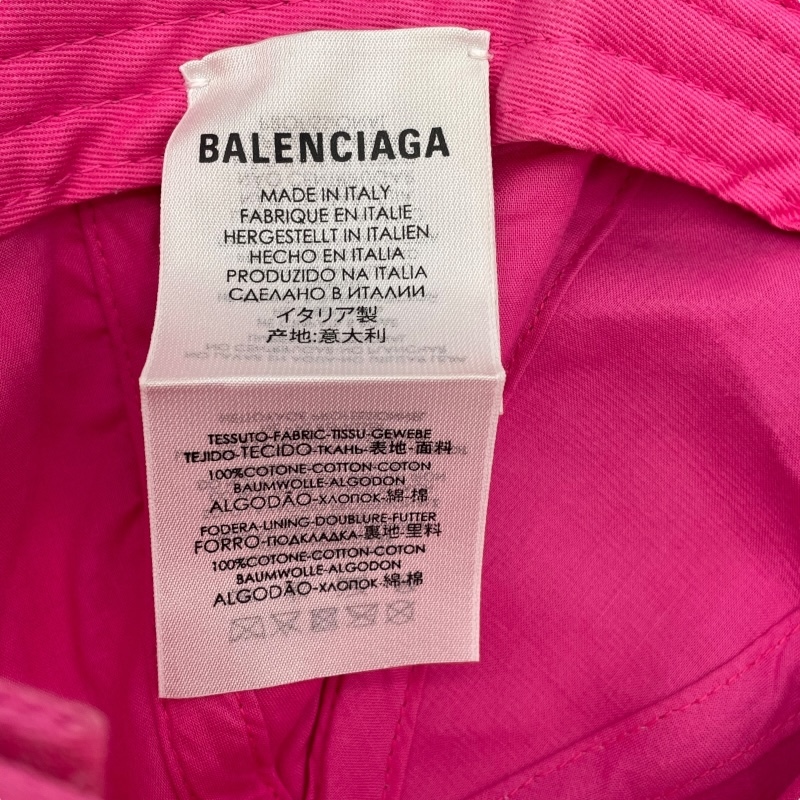 BALENCIAGA
MADE IN ITALY
FABRIQUE EN ITALIE
HERGESTELLT IN ITALIEN
HECHO EN ITALIA
PRODUZIDO NA ITALIA
СДЕЛАНО В ИТАЛИИ
イタリア製
产地:意大利
TESSUTO-FABRIC-TISSU-GEWEBE
TEJIDO-TECIDO-ТКАНЬ-表地-面料
100%COTONE-COTTON-COTON
BAUMWOLLE-ALGODON
ALGODÃO-ХЛОПОК-綿-棉
FODERA-LINING-DOUBLURE-FUTTER
FORRO-ПОДКЛАДКА-裏地-里料
100%COTONE-COTTON-COTON
BAUMWOLLE-ALGODON
ALGODÃO-ХЛОПОК-綿-棉